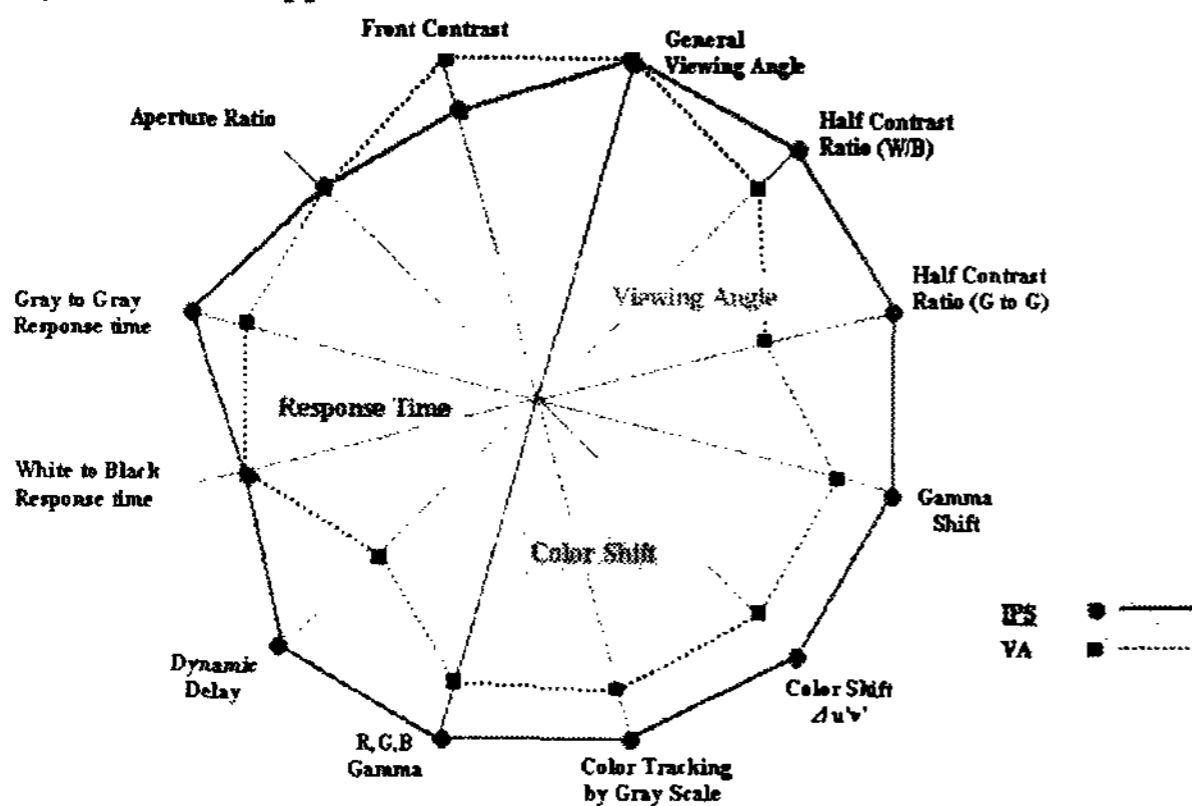 Front Contrast
General
Viewing Angle
Aperture Ratio
Half Contrast
Ratio (W/B)
Gray to Gray
Response time
Viewing Angle
Half Contrast
Ratio (G to G)
Response Time
White to Black
Response time
Gamma
Shift
Color Shift
IPS
VA
Dynamic
Delay
Color Shift
Δu'v'
R,G,B
Gamma
Color Tracking
by Gray Scale